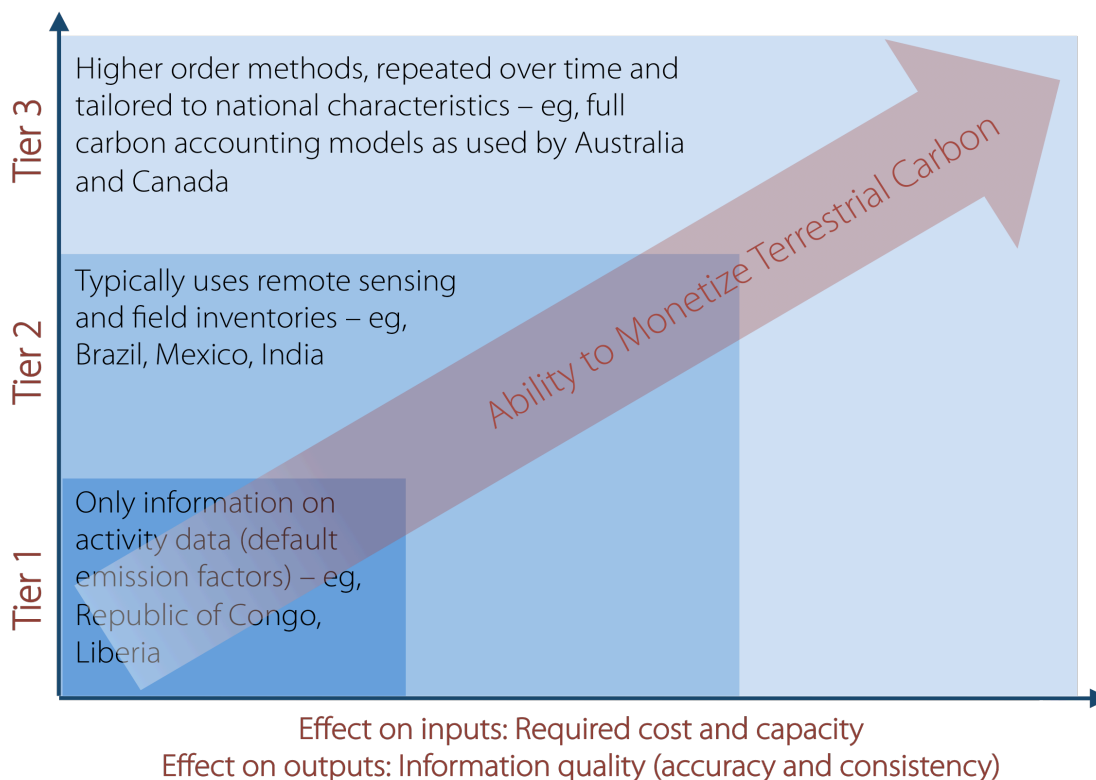 Tier 3
Higher order methods, repeated over time and
tailored to national characteristics – eg, full
carbon accounting models as used by Australia
and Canada
Tier 2
Typically uses remote sensing
and field inventories – eg,
Brazil, Mexico, India
Tier 1
Only information on
activity data (default
emission factors) – eg,
Republic of Congo,
Liberia
Ability to Monetize Terrestrial Carbon
Effect on inputs: Required cost and capacity
Effect on outputs: Information quality (accuracy and consistency)